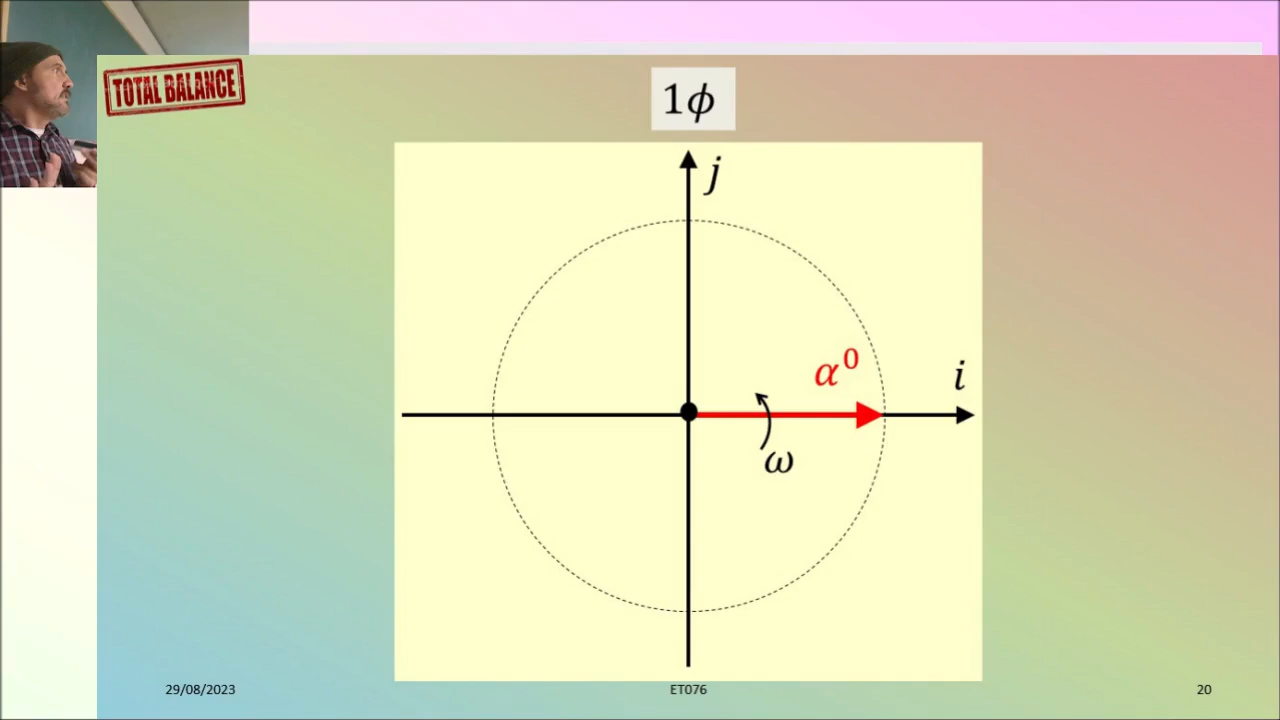 TOTAL BALANCE
1ϕ
j
α⁰
i
ω
29/08/2023
ET076
20